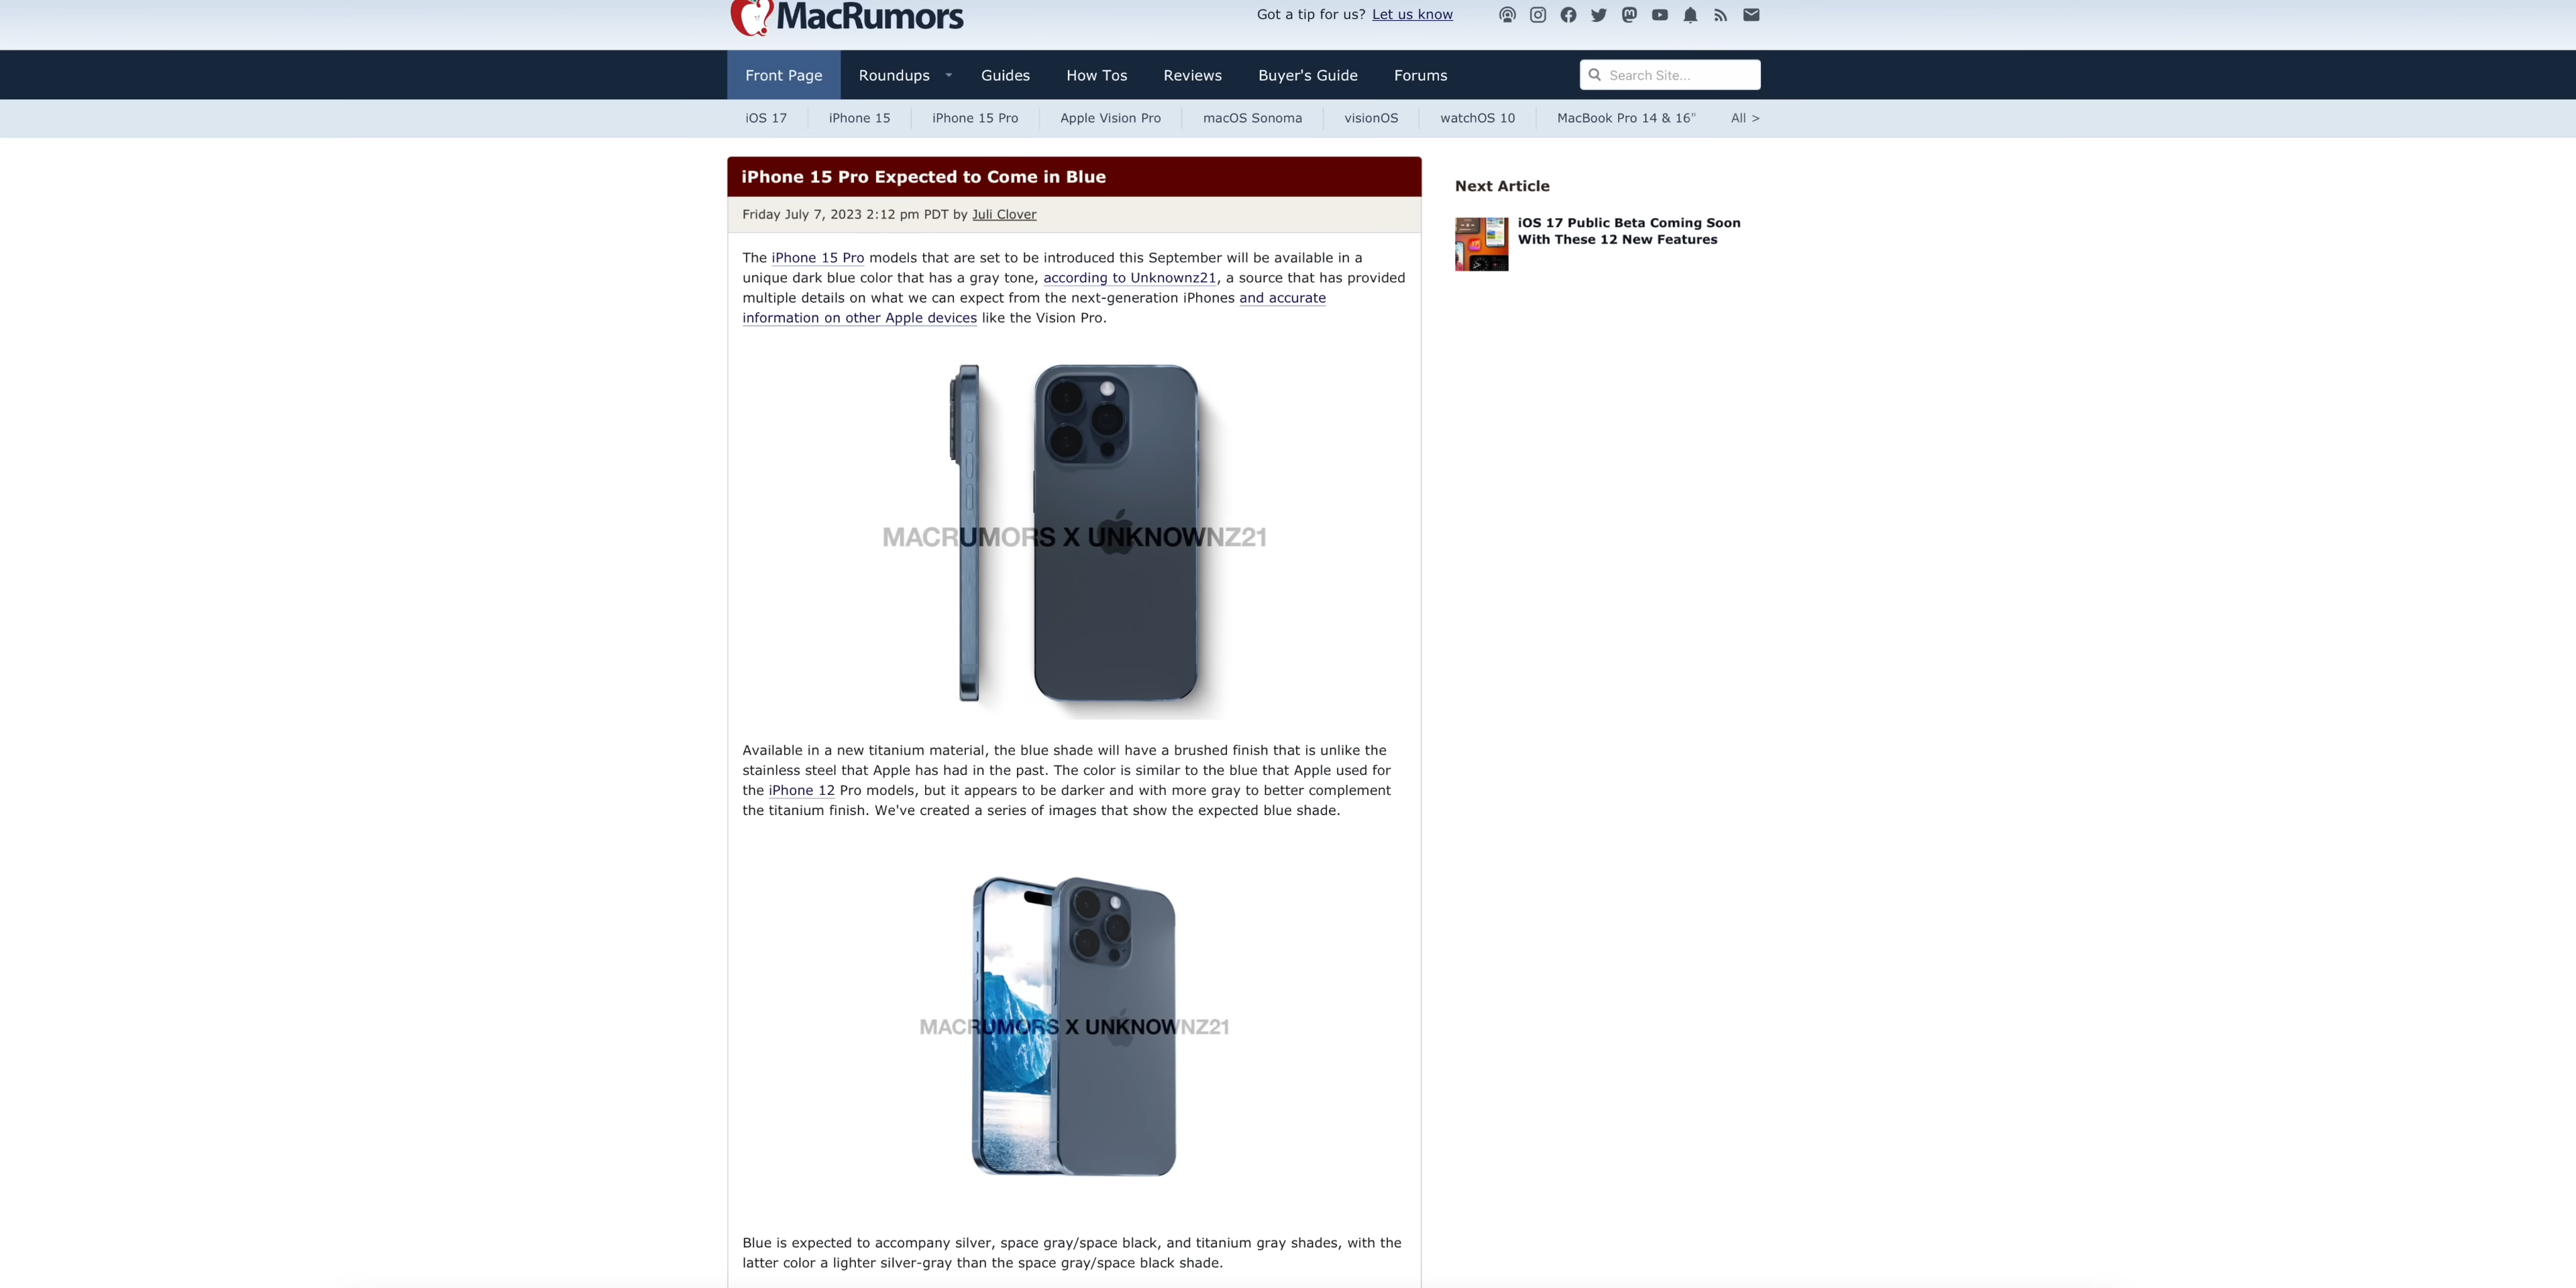 MacRumors
Got a tip for us? Let us know
Front Page
Roundups
Guides
How Tos
Reviews
Buyer's Guide
Forums
Search Site...
iOS 17
iPhone 15
iPhone 15 Pro
Apple Vision Pro
macOS Sonoma
visionOS
watchOS 10
MacBook Pro 14 & 16"
All >
iPhone 15 Pro Expected to Come in Blue
Friday July 7, 2023 2:12 pm PDT by Juli Clover
The iPhone 15 Pro models that are set to be introduced this September will be available in a
unique dark blue color that has a gray tone, according to Unknownz21, a source that has provided
multiple details on what we can expect from the next-generation iPhones and accurate
information on other Apple devices like the Vision Pro.
MACRUMORS X UNKNOWNZ21
Available in a new titanium material, the blue shade will have a brushed finish that is unlike the
stainless steel that Apple has had in the past. The color is similar to the blue that Apple used for
the iPhone 12 Pro models, but it appears to be darker and with more gray to better complement
the titanium finish. We've created a series of images that show the expected blue shade.
MACRUMORS X UNKNOWNZ21
Blue is expected to accompany silver, space gray/space black, and titanium gray shades, with the
latter color a lighter silver-gray than the space gray/space black shade.
Next Article
iOS 17 Public Beta Coming Soon
With These 12 New Features